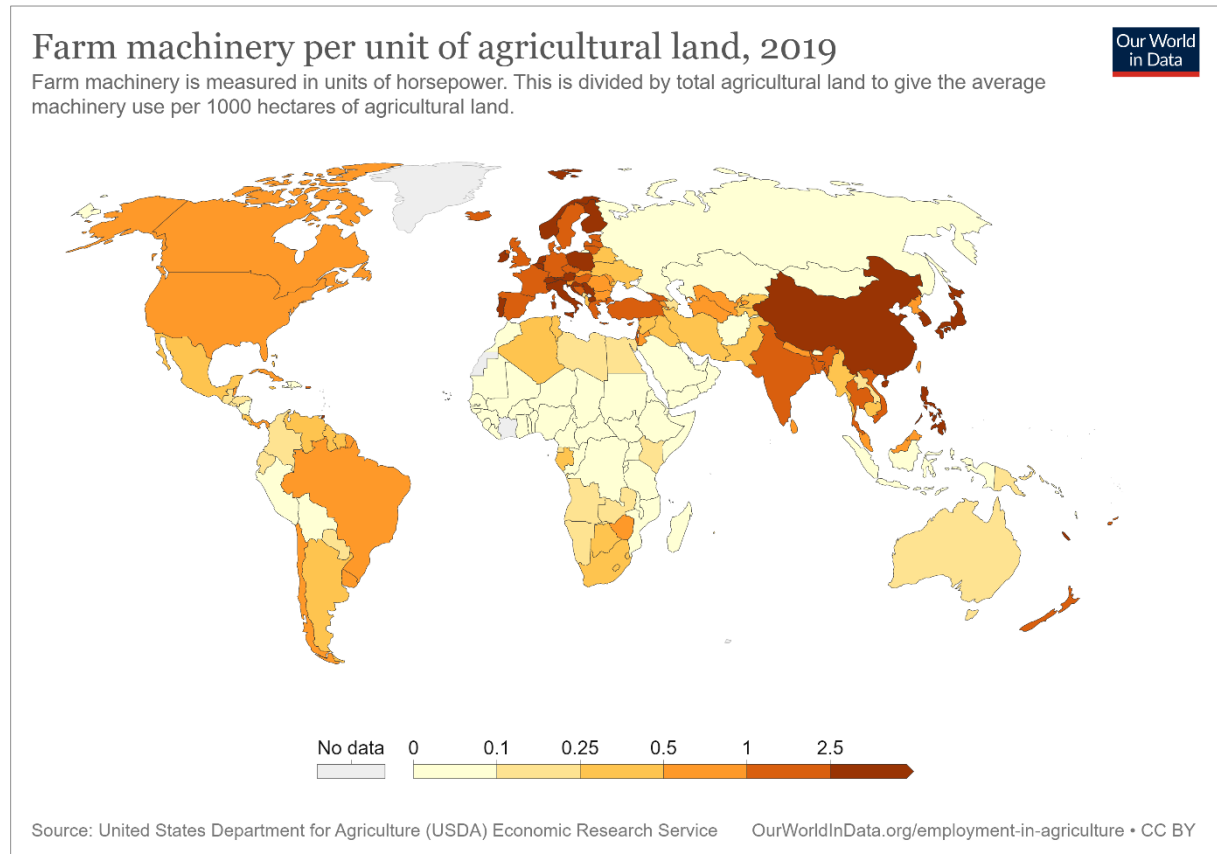 Farm machinery per unit of agricultural land, 2019
Our World
in Data
Farm machinery is measured in units of horsepower. This is divided by total agricultural land to give the average
machinery use per 1000 hectares of agricultural land.
No data 0 0.1 0.25 0.5 1 2.5
Source: United States Department for Agriculture (USDA) Economic Research Service OurWorldInData.org/employment-in-agriculture • CC BY